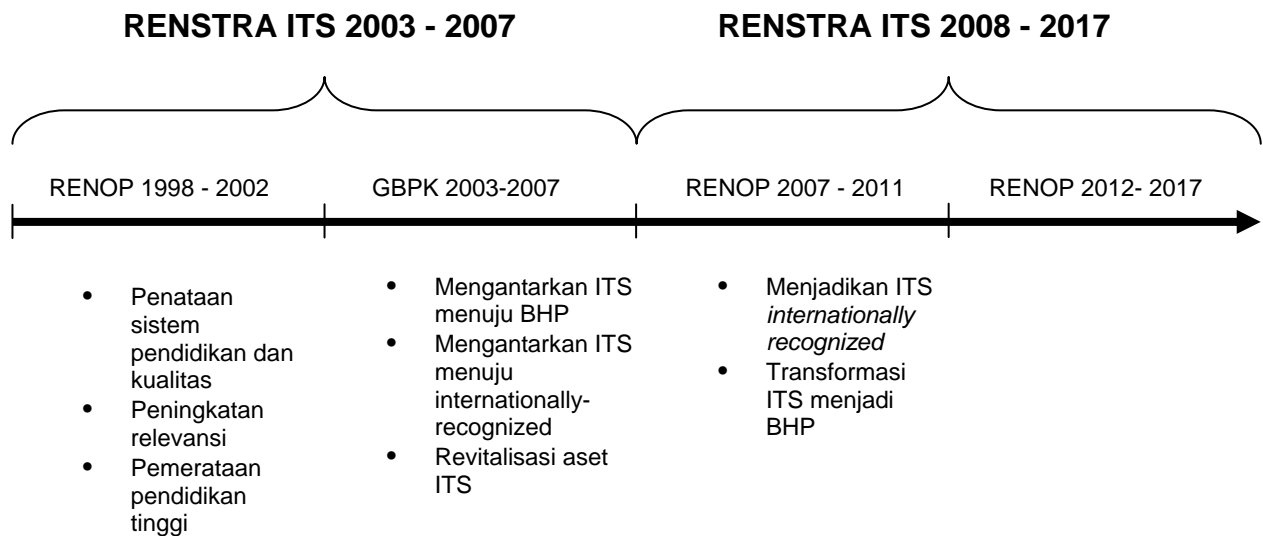 RENSTRA ITS 2003 - 2007
RENSTRA ITS 2008 - 2017
RENOP 1998 - 2002
GBPK 2003-2007
RENOP 2007 - 2011
RENOP 2012- 2017
• Penataan
sistem
pendidikan dan
kualitas
• Peningkatan
relevansi
• Pemerataan
pendidikan
tinggi
• Mengantarkan ITS
menuju BHP
• Mengantarkan ITS
menuju
internationally-
recognized
• Revitalisasi aset
ITS
• Menjadikan ITS
internationally
recognized
• Transformasi
ITS menjadi
BHP